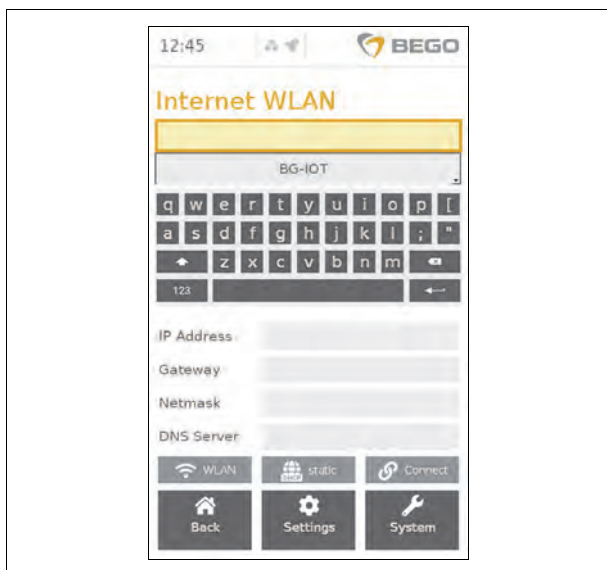 12:45 BEGO
Internet WLAN
BG-IOT
q w e r t y u i o p [
a s d f g h j k l ; "
z x c v b n m
123
IP Address
Gateway
Netmask
DNS Server
WLAN static Connect
DHCP
Back Settings System